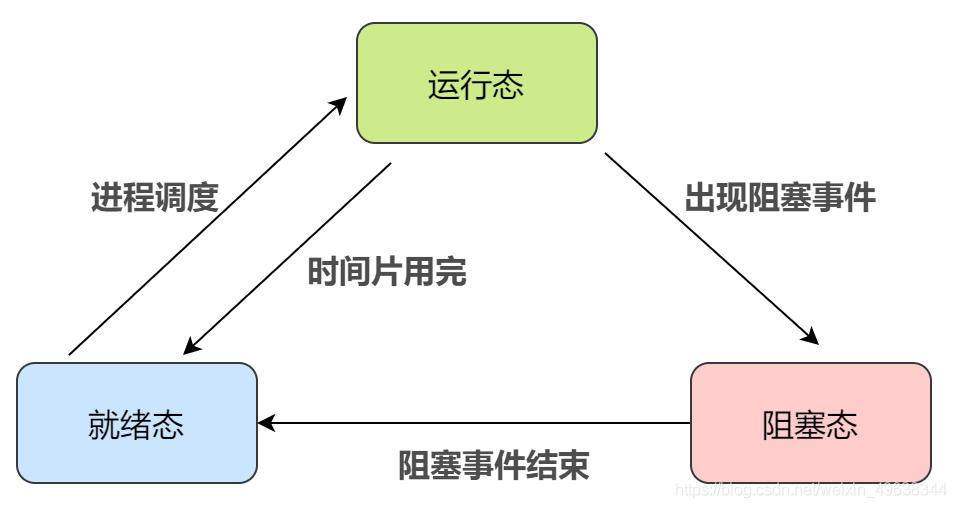 运行态
进程调度
出现阻塞事件
时间片用完
就绪态
阻塞态
阻塞事件结束
https://blog.csdn.net/weixin_49638344